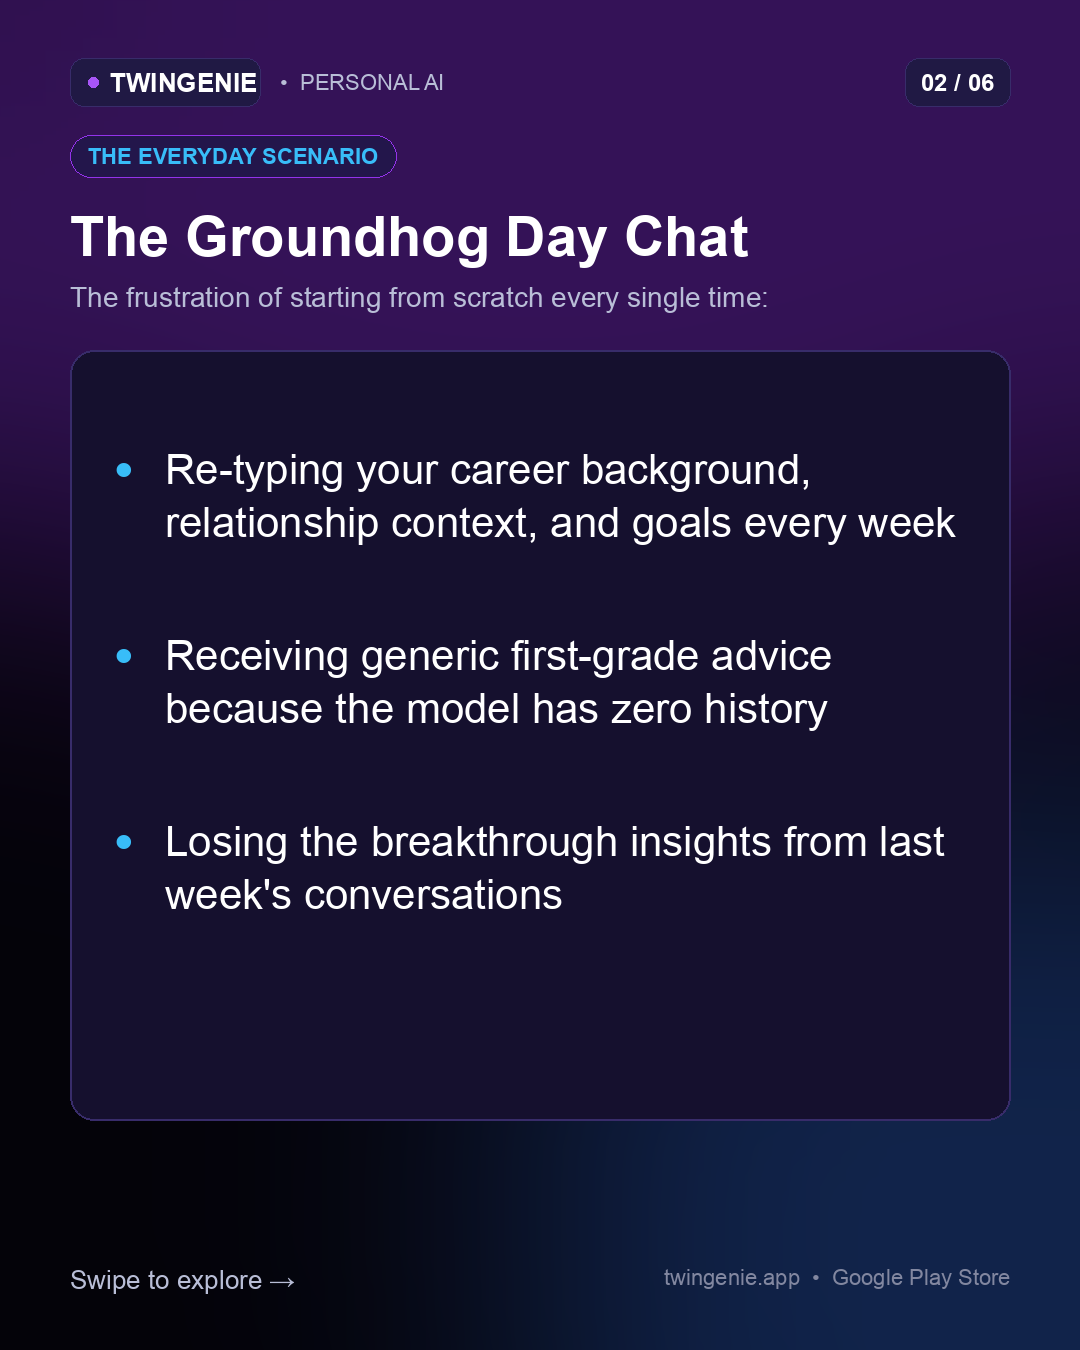 TWINGENIE • PERSONAL AI
02 / 06
THE EVERYDAY SCENARIO
The Groundhog Day Chat
The frustration of starting from scratch every single time:
• Re-typing your career background,
relationship context, and goals every week
• Receiving generic first-grade advice
because the model has zero history
• Losing the breakthrough insights from last
week's conversations
Swipe to explore →
twingenie.app • Google Play Store